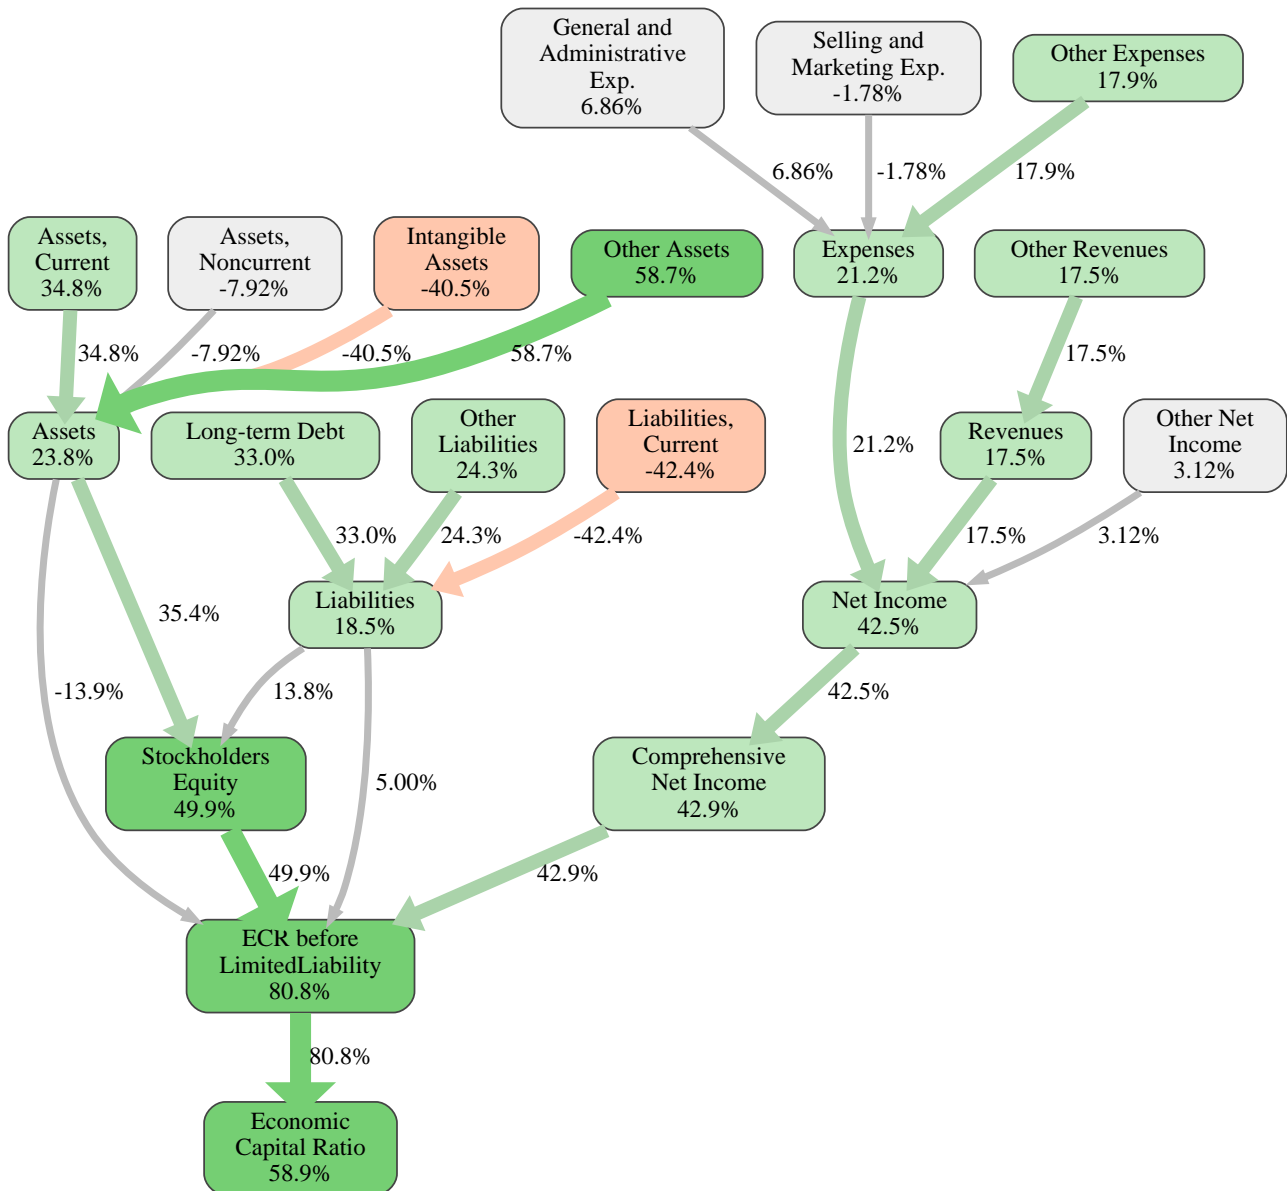 General and
Administrative
Exp.
6.86%
Selling and
Marketing Exp.
-1.78%
Other Expenses
17.9%
6.86%
-1.78%
17.9%
Assets,
Current
34.8%
Assets,
Noncurrent
-7.92%
Intangible
Assets
-40.5%
Other Assets
58.7%
Expenses
21.2%
Other Revenues
17.5%
34.8%
-7.92%
-40.5%
58.7%
17.5%
Assets
23.8%
Long-term Debt
33.0%
Other
Liabilities
24.3%
Liabilities,
Current
-42.4%
21.2%
Revenues
17.5%
Other Net
Income
3.12%
33.0%
24.3%
-42.4%
17.5%
3.12%
35.4%
Liabilities
18.5%
Net Income
42.5%
-13.9%
13.8%
42.5%
Stockholders
Equity
49.9%
5.00%
Comprehensive
Net Income
42.9%
49.9%
42.9%
ECR before
LimitedLiability
80.8%
80.8%
Economic
Capital Ratio
58.9%